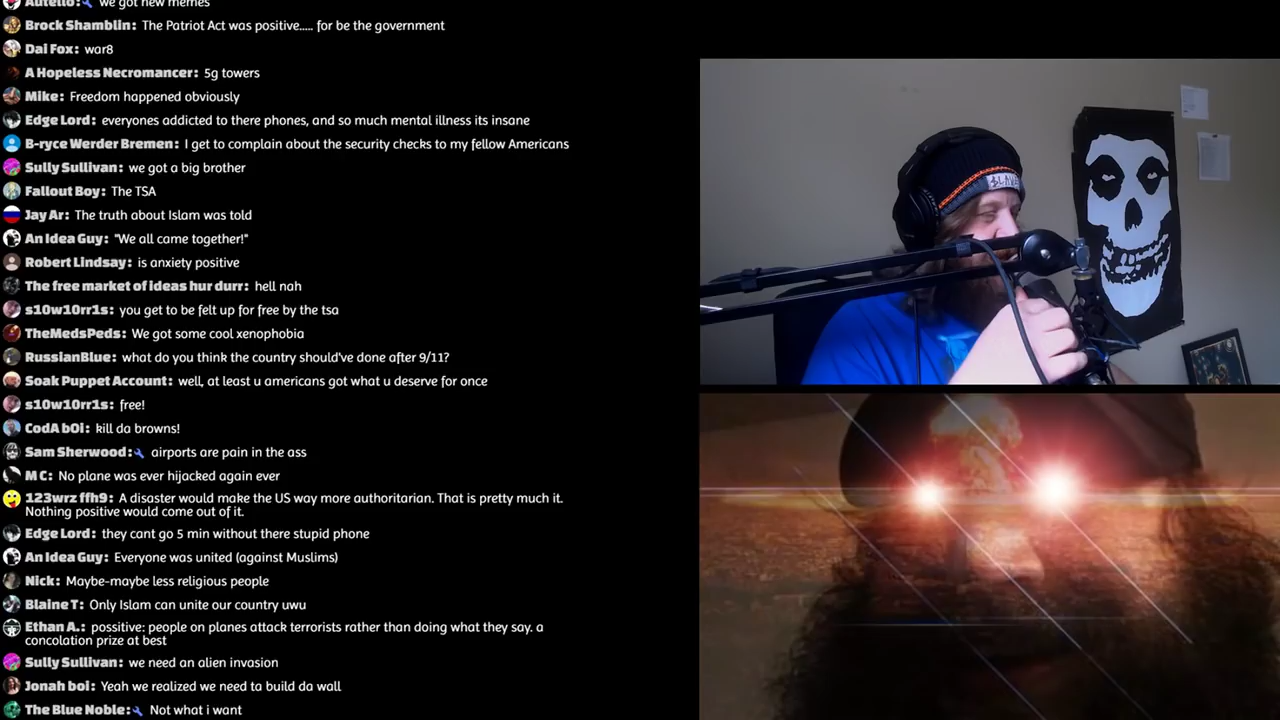 Autello: we got new memes
Brock Shamblin: The Patriot Act was positive..... for be the government
Dai Fox: war8
A Hopeless Necromancer: 5g towers
Mike: Freedom happened obviously
Edge Lord: everyones addicted to there phones, and so much mental illness its insane
B-ryce Werder Bremen: I get to complain about the security checks to my fellow Americans
Sully Sullivan: we got a big brother
Fallout Boy: The TSA
Jay Ar: The truth about Islam was told
An Idea Guy: "We all came together!"
Robert Lindsay: is anxiety positive
The free market of ideas hur durr: hell nah
s10w10rr1s: you get to be felt up for free by the tsa
TheMedsPeds: We got some cool xenophobia
RussianBlue: what do you think the country should've done after 9/11?
Soak Puppet Account: well, at least u americans got what u deserve for once
s10w10rr1s: free!
CodA bOi: kill da browns!
Sam Sherwood: airports are pain in the ass
M C: No plane was ever hijacked again ever
123wrz ffh9: A disaster would make the US way more authoritarian. That is pretty much it.
Nothing positive would come out of it.
Edge Lord: they cant go 5 min without there stupid phone
An Idea Guy: Everyone was united (against Muslims)
Nick: Maybe-maybe less religious people
Blaine T: Only Islam can unite our country uwu
Ethan A.: possitive: people on planes attack terrorists rather than doing what they say. a
concolation prize at best
Sully Sullivan: we need an alien invasion
Jonah boi: Yeah we realized we need ta build da wall
The Blue Noble: Not what i want